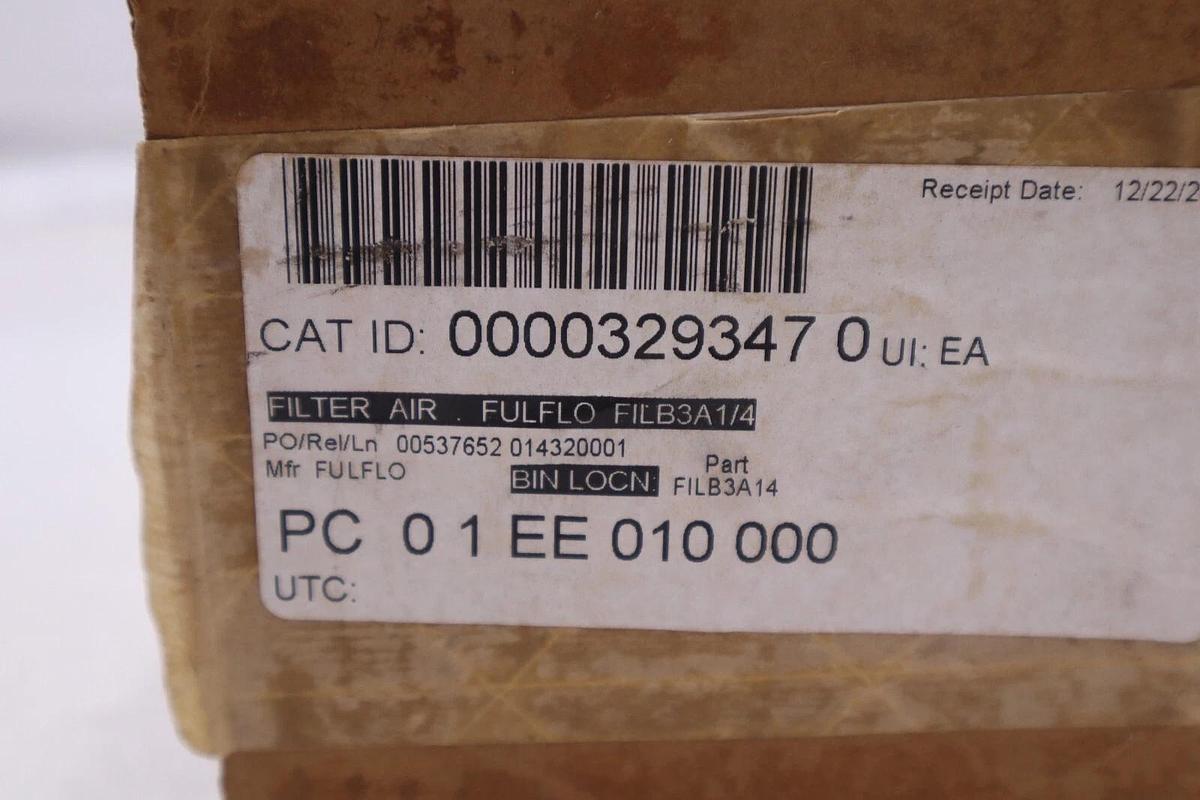 Receipt Date: 12/22/2
CAT ID: 0000329347 0 UI: EA
FILTER AIR . FULFLO FILB3A1/4
PO/Rel/Ln 00537652 014320001
Mfr FULFLO BIN LOCN: Part FILB3A14
PC 0 1 EE 010 000
UTC: